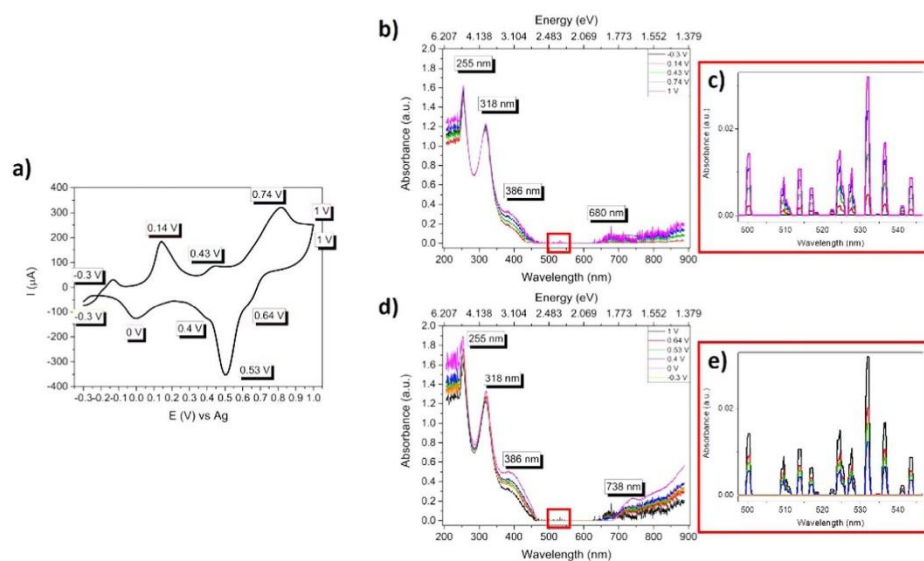 a)
I (µA)
400
300
200
100
0
-100
-200
-300
-400
-0.3 V
0.14 V
0.43 V
0.74 V
1 V
1 V
-0.3 V
0 V
0.4 V
0.53 V
0.64 V
-0.3 -0.2 -0.1 0.0 0.1 0.2 0.3 0.4 0.5 0.6 0.7 0.8 0.9 1.0
E (V) vs Ag
b)
Energy (eV)
6.207 4.138 3.104 2.483 2.069 1.773 1.552 1.379
Absorbance (a.u.)
2.0
1.8
1.6
1.4
1.2
1.0
0.8
0.6
0.4
0.2
0.0
255 nm
318 nm
386 nm
680 nm
-0.3 V
0.14 V
0.43 V
0.74 V
1 V
200 300 400 500 600 700 800 900
Wavelength (nm)
c)
Absorbance (a.u.)
0.02
0.00
500 510 520 530 540
Wavelength (nm)
d)
Energy (eV)
6.207 4.138 3.104 2.483 2.069 1.773 1.552 1.379
Absorbance (a.u.)
2.0
1.8
1.6
1.4
1.2
1.0
0.8
0.6
0.4
0.2
0.0
255 nm
318 nm
386 nm
738 nm
1 V
0.64 V
0.53 V
0.4 V
0 V
-0.3 V
200 300 400 500 600 700 800 900
Wavelength (nm)
e)
Absorbance (a.u.)
0.02
0.00
500 510 520 530 540
Wavelength (nm)